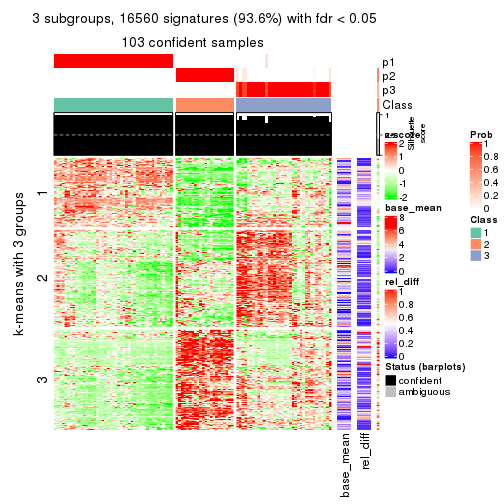 3 subgroups, 16560 signatures (93.6%) with fdr < 0.05
103 confident samples
p1
p2
p3
Class
1
Silhouette
score
k-means with 3 groups
1
2
3
base_mean
rel_diff
z-score
2
1
0
-1
-2
base_mean
8
6
4
2
0
rel_diff
1
0.8
0.6
0.4
0.2
0
Status (barplots)
confident
ambiguous
Prob
1
0.8
0.6
0.4
0.2
0
Class
1
2
3